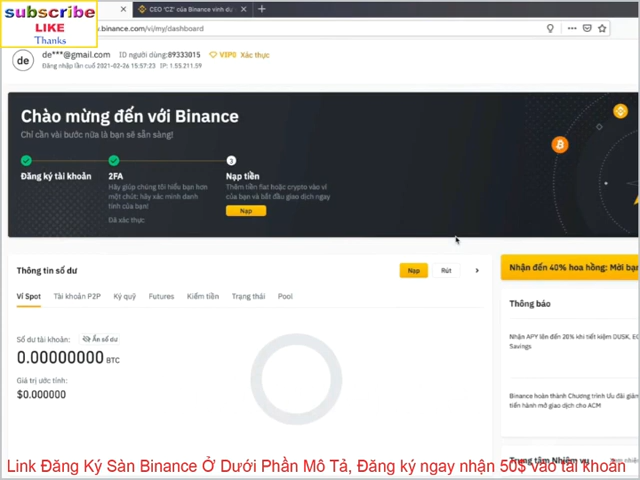 subscribe
LIKE
Thanks
CEO "CZ" của Binance vinh dự
.binance.com/vi/my/dashboard
de
de***@gmail.com ID người dùng:89333015 VIP0 Xác thực
Đăng nhập lần cuối 2021-02-26 15:57:23 IP: 1.55.211.59
Chào mừng đến với Binance
Chỉ cần vài bước nữa là bạn sẽ sẵn sàng!
3
Đăng ký tài khoản
2FA
Hãy giúp chúng tôi hiểu bạn hơn
một chút: hãy xác minh danh
tính của bạn!
Đã xác thực
Nạp tiền
Thêm tiền fiat hoặc crypto vào ví
của bạn và bắt đầu giao dịch ngay
Nạp
Thông tin số dư
Nạp Rút
Ví Spot Tài khoản P2P Ký quỹ Futures Kiếm tiền Trạng thái Pool
Số dư tài khoản: Ẩn số dư
0.00000000 BTC
Giá trị ước tính:
$0.000000
Nhận đến 40% hoa hồng: Mời bạn
Thông báo
Nhận APY lên đến 20% khi tiết kiệm DUSK,
Savings
Binance hoàn thành Chương trình Ưu đãi
tiến hành mở giao dịch cho ACM
Trung tâm Nhiệm vụ
Link Đăng Ký Sàn Binance Ở Dưới Phần Mô Tả, Đăng ký ngay nhận 50$ vào tài khoản